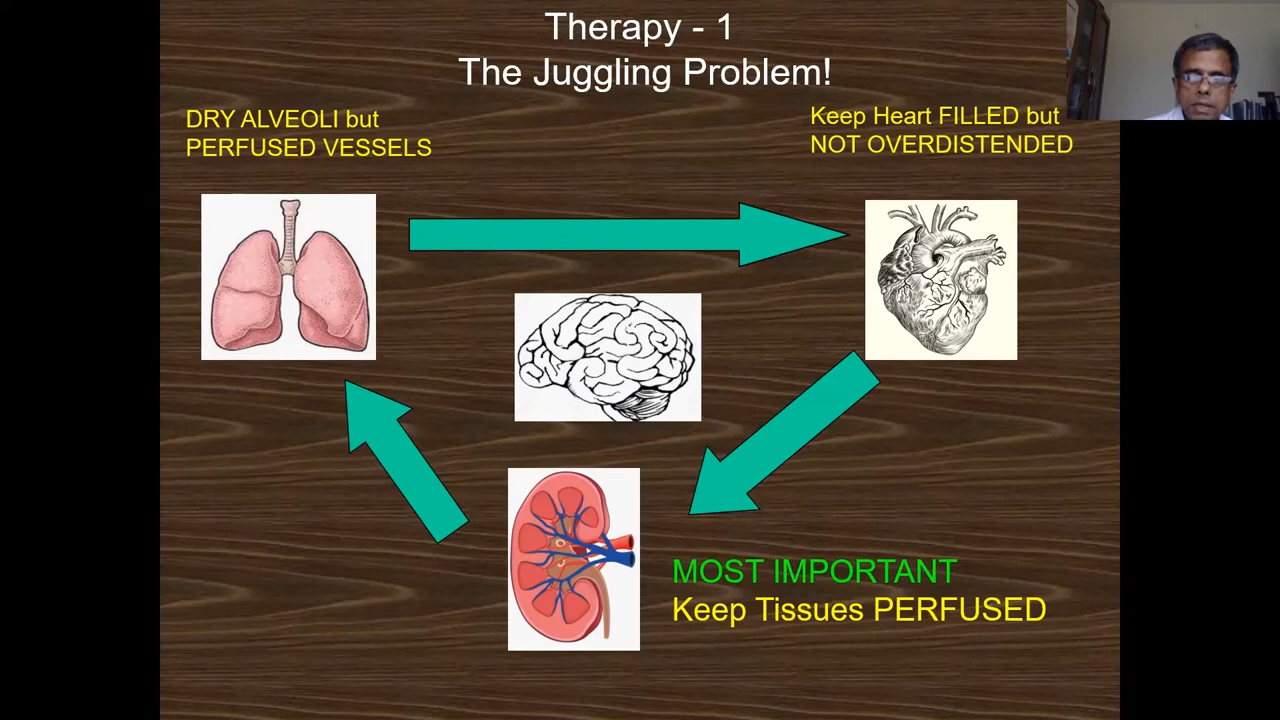 Therapy - 1
The Juggling Problem!
DRY ALVEOLI but
PERFUSED VESSELS
Keep Heart FILLED but
NOT OVERDISTENDED
MOST IMPORTANT
Keep Tissues PERFUSED